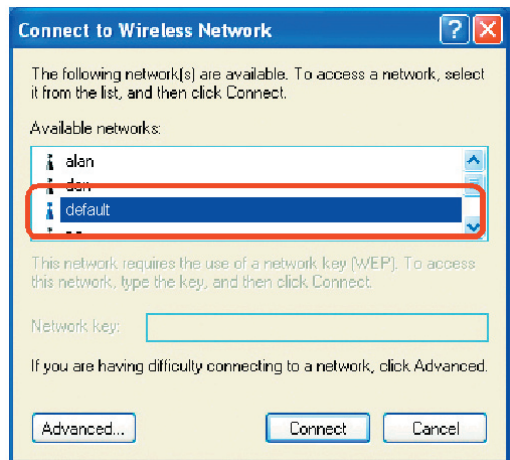 Connect to Wireless Network
The following network(s) are available. To access a network, select
it from the list, and then click Connect.
Available networks:
alan
default
This network requires the use of a network key (WEP). To access
this network, type the key, and then click Connect.
Network key:
If you are having difficulty connecting to a network, click Advanced.
Advanced...
Connect
Cancel